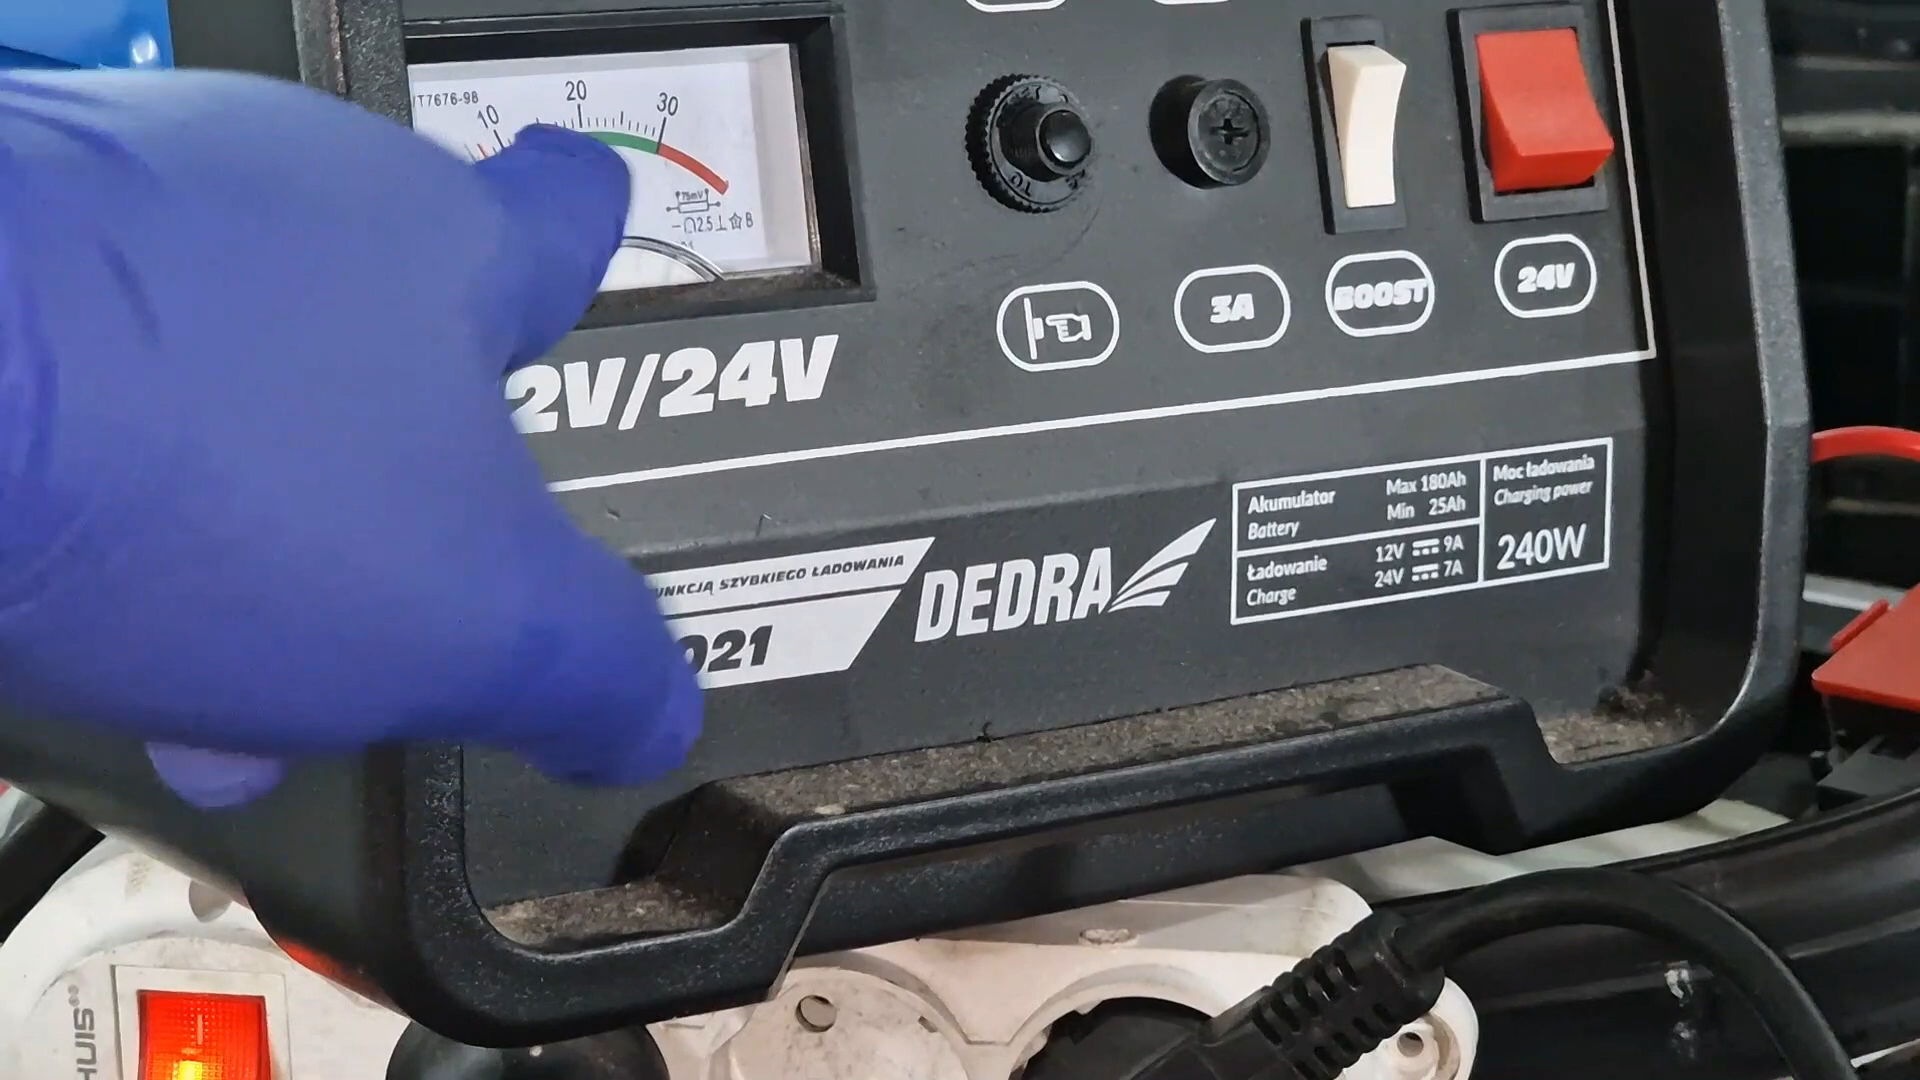 /T7676-98
10
20
30
75mV
2.5
B
3A
BOOST
24V
2V/24V
Akumulator
Battery
Max 180Ah
Min 25Ah
Ładowanie
Charge
12V 9A
24V 7A
Moc ładowania
Charging power
240W
UNKCJĄ SZYBKIEGO ŁADOWANIA
DEDRA
021
HUIS